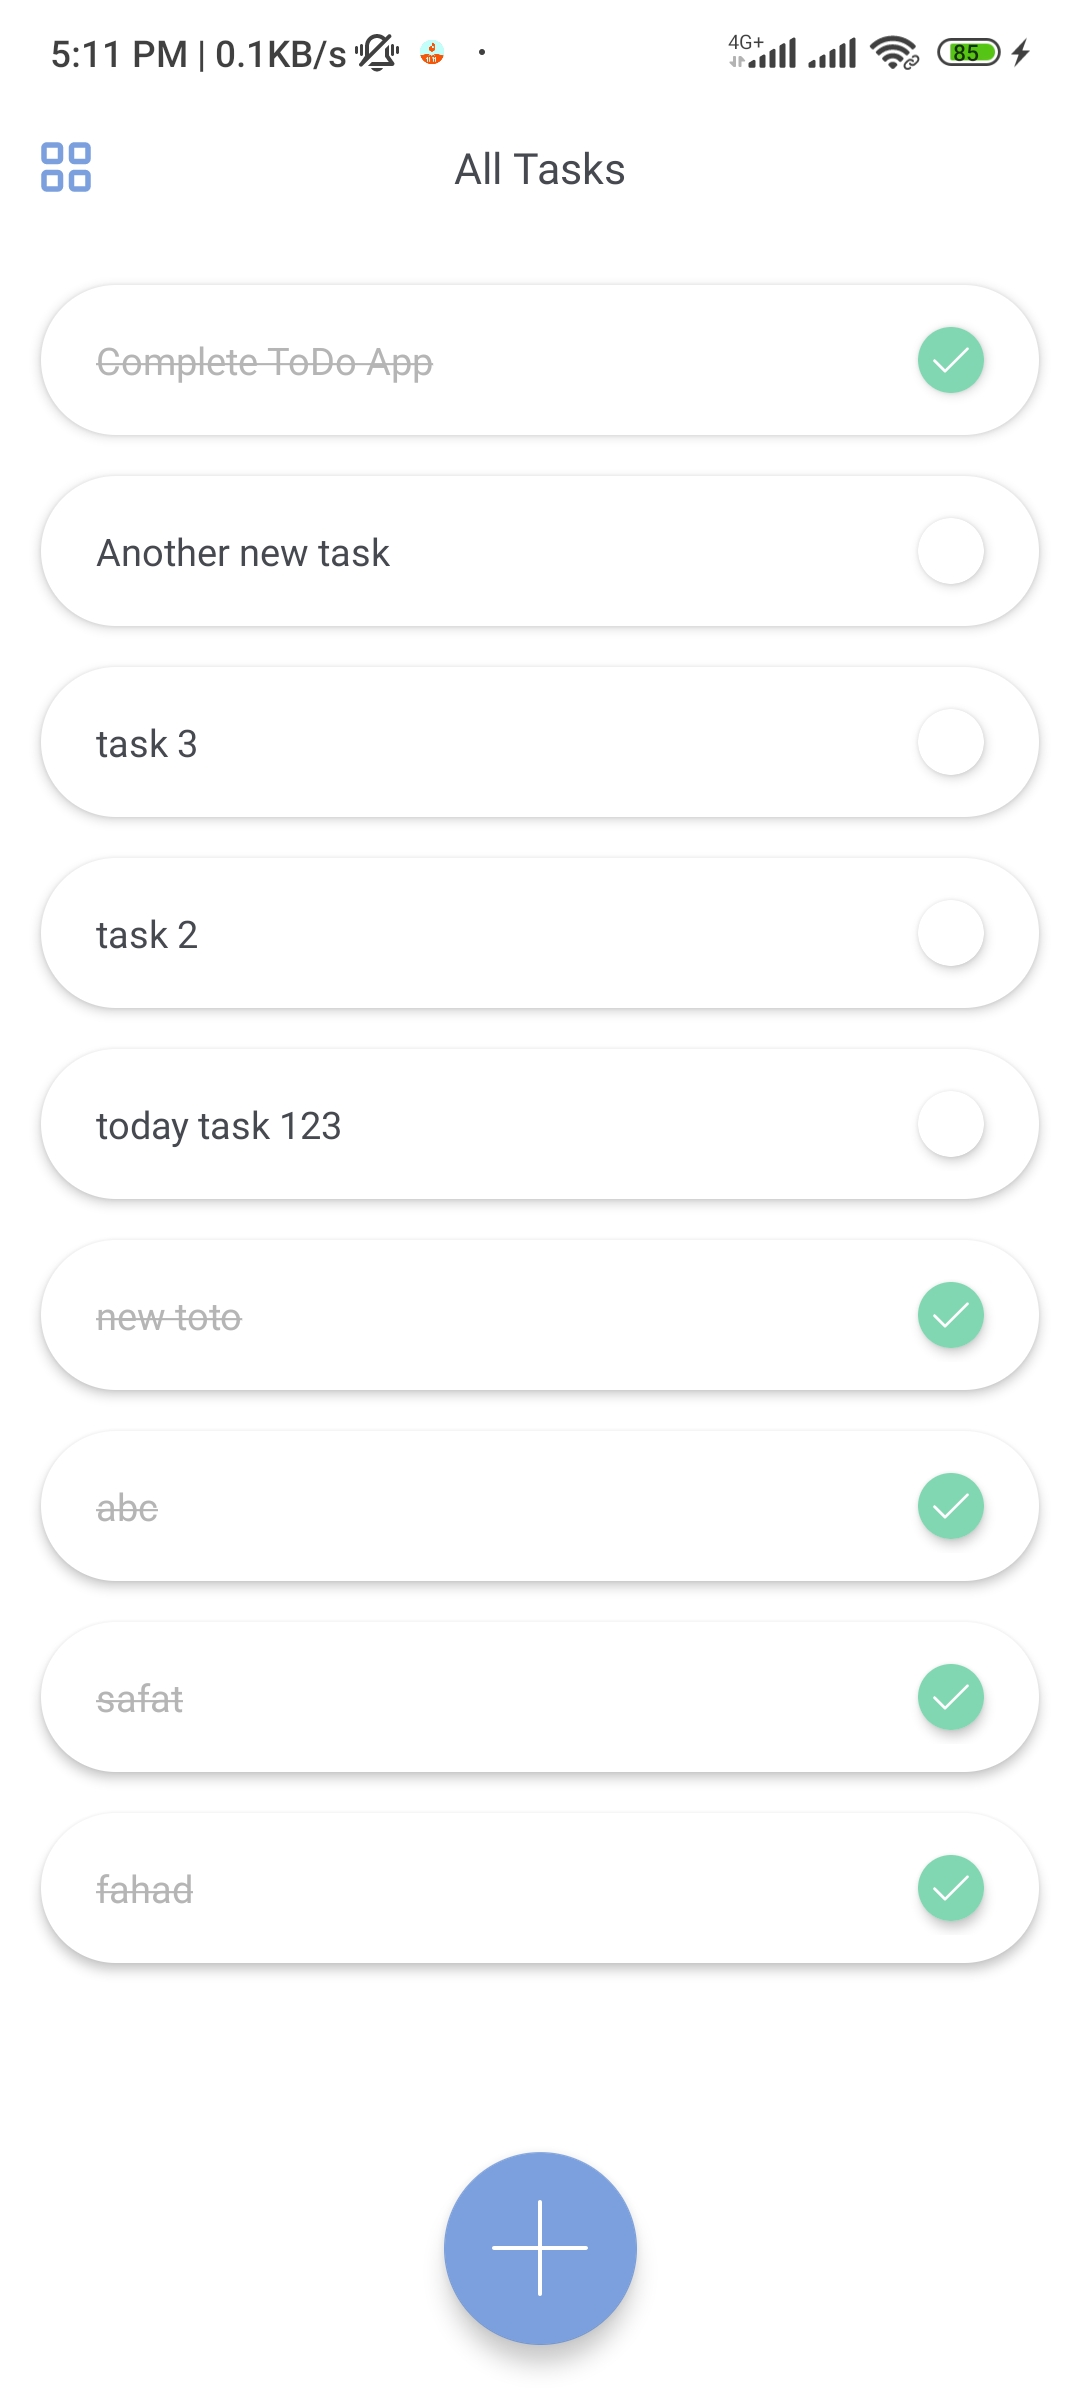 5:11 PM | 0.1KB/s 4G+ 85
All Tasks
Complete ToDo App
Another new task
task 3
task 2
today task 123
new toto
abc
safat
fahad